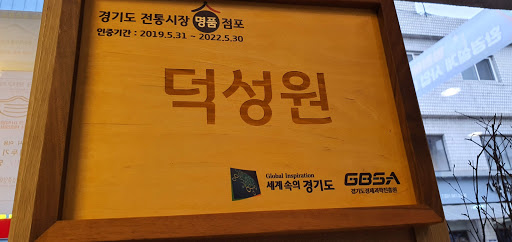 경기도 전통시장 명품 점포
인증기간 : 2019.5.31 ~ 2022.5.30
덕성원
Global Inspiration
세계 속의 경기도
GBSA
경기도경제과학진흥원